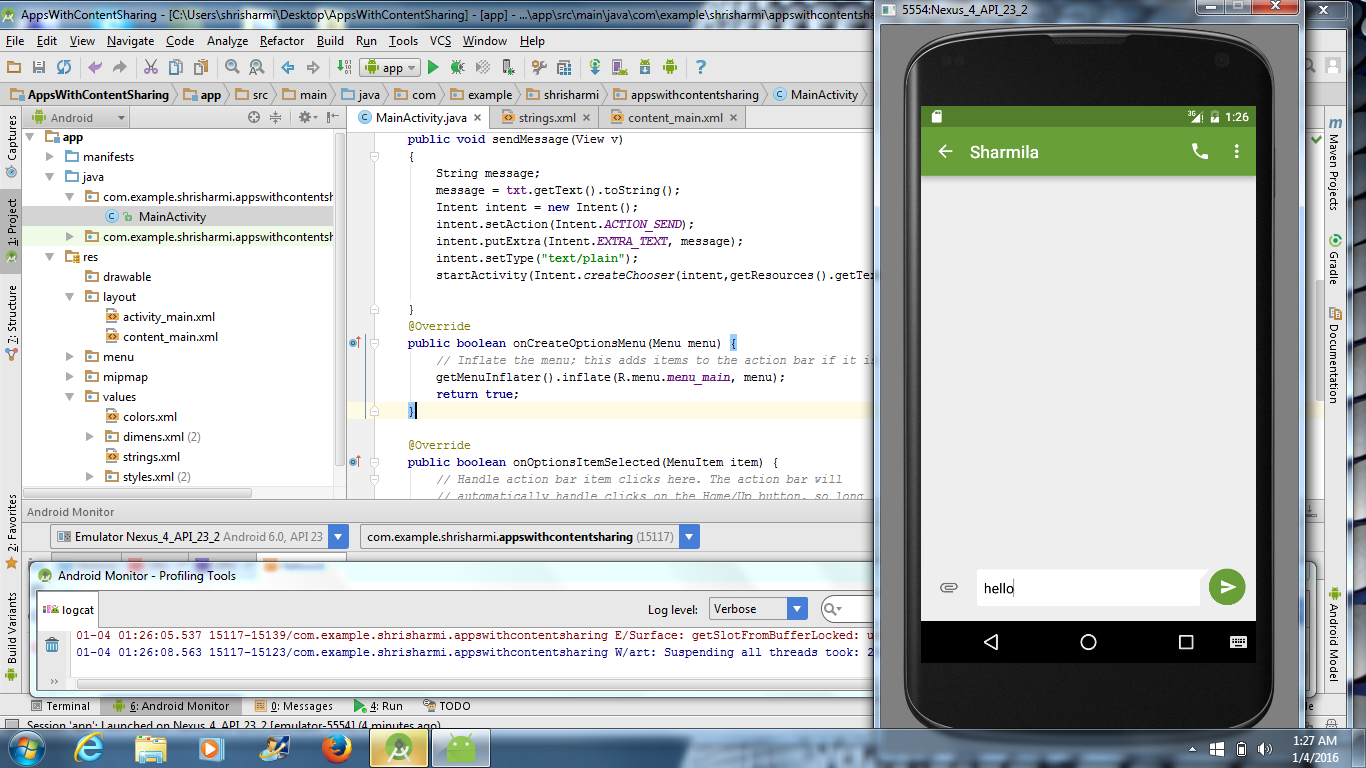 AppsWithContentSharing - [C:\Users\shrisharmi\Desktop\AppsWithContentSharing] - [app] - ...\app\src\main\java\com\example\shrisharmi\appswithcontentsh
File Edit View Navigate Code Analyze Refactor Build Run Tools VCS Window Help
app
AppsWithContentSharing app src main java com example shrisharmi appswithcontentsharing MainActivity
Captures
1: Project
7: Structure
2: Favorites
Build Variants
Android
app
manifests
java
com.example.shrisharmi.appswithcontentsh
MainActivity
com.example.shrisharmi.appswithcontentsh
res
drawable
layout
activity_main.xml
content_main.xml
menu
mipmap
values
colors.xml
dimens.xml (2)
strings.xml
styles.xml (2)
MainActivity.java strings.xml content_main.xml
public void sendMessage(View v)
{
String message;
message = txt.getText().toString();
Intent intent = new Intent();
intent.setAction(Intent.ACTION_SEND);
intent.putExtra(Intent.EXTRA_TEXT, message);
intent.setType("text/plain");
startActivity(Intent.createChooser(intent,getResources().getTe
}
@Override
public boolean onCreateOptionsMenu(Menu menu) {
// Inflate the menu; this adds items to the action bar if it is
getMenuInflater().inflate(R.menu.menu_main, menu);
return true;
}
@Override
public boolean onOptionsItemSelected(MenuItem item) {
// Handle action bar item clicks here. The action bar will
// automatically handle clicks on the Home/Up button, so long
Android Monitor
Emulator Nexus_4_API_23_2 Android 6.0, API 23
com.example.shrisharmi.appswithcontentsharing (15117)
Android Monitor - Profiling Tools
logcat
Log level: Verbose
01-04 01:26:05.537 15117-15139/com.example.shrisharmi.appswithcontentsharing E/Surface: getSlotFromBufferLocked: u
01-04 01:26:08.563 15117-15123/com.example.shrisharmi.appswithcontentsharing W/art: Suspending all threads took: 2
Terminal 6: Android Monitor 0: Messages 4: Run TODO
Session 'app': Launched on Nexus_4_API_23_2 [emulator-5554] (4 minutes ago)
5554:Nexus_4_API_23_2
3G 1:26
Sharmila
hello
Maven Projects
Gradle
Documentation
Android Model
1:27 AM
1/4/2016